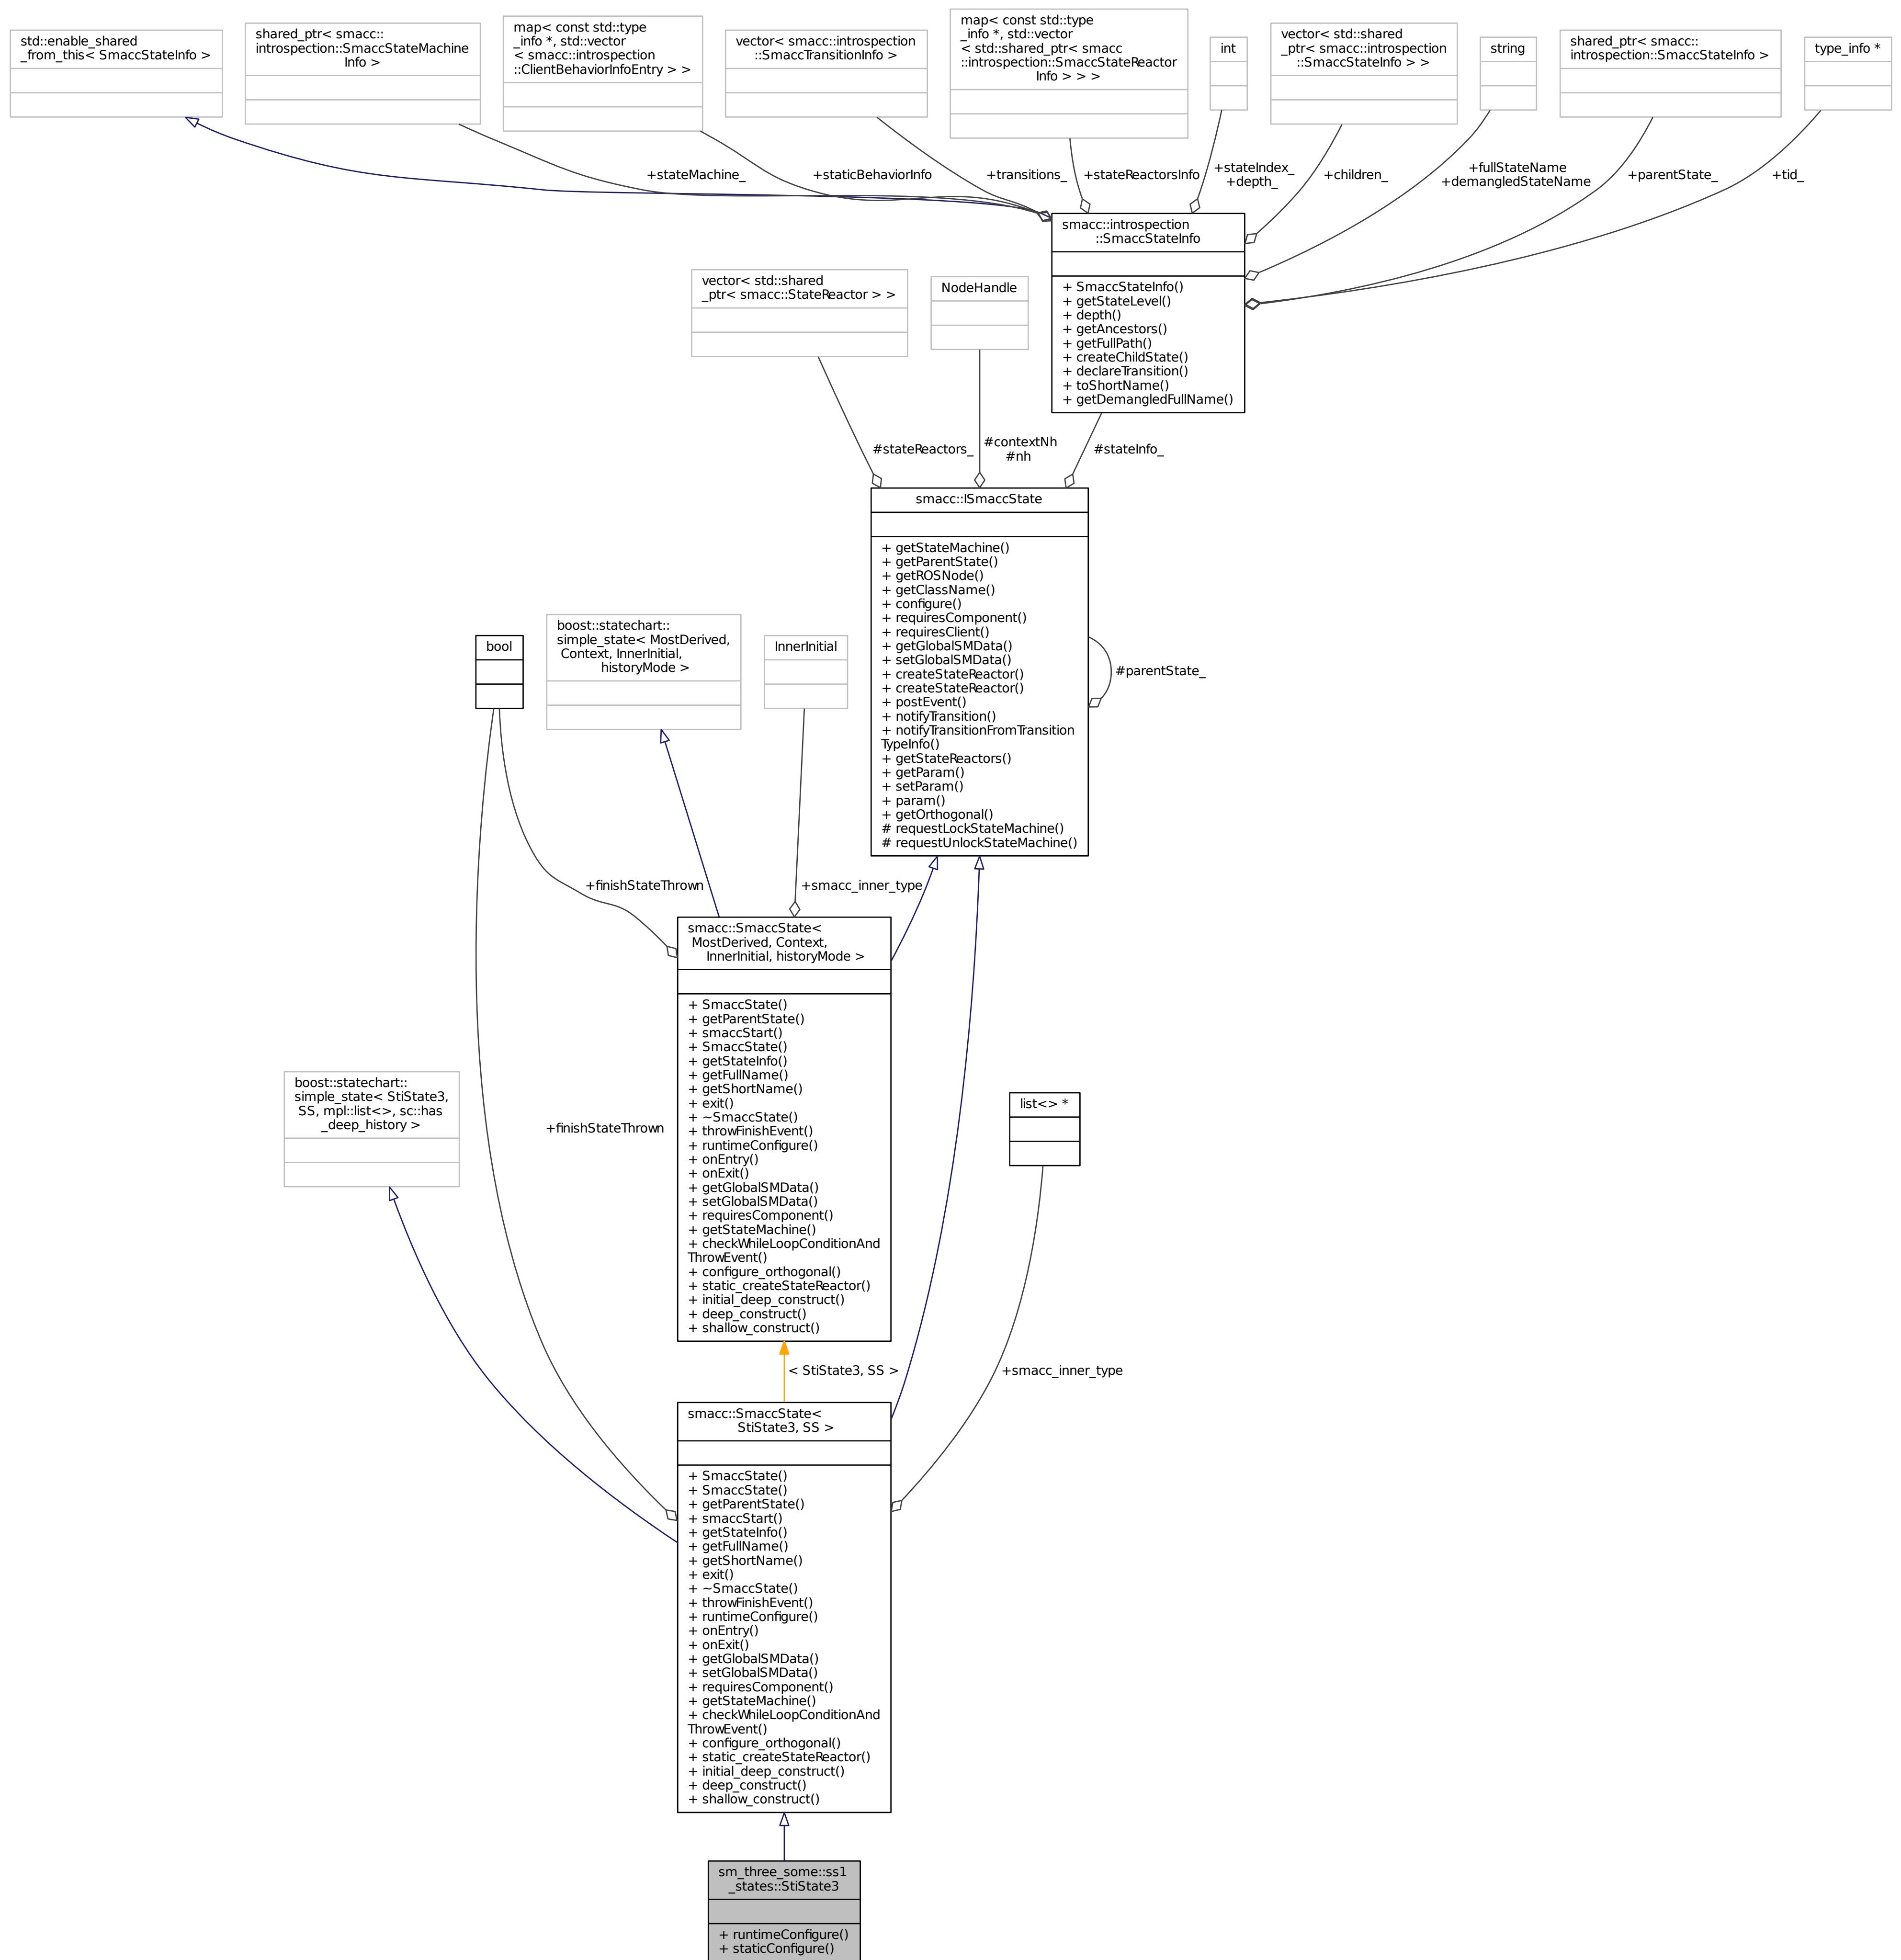 std::enable_shared
_from_this< SmaccStateInfo >
shared_ptr< smacc::
introspection::SmaccStateMachine
Info >
map< const std::type
_info *, std::vector
< smacc::introspection
::ClientBehaviorInfoEntry > >
vector< smacc::introspection
::SmaccTransitionInfo >
map< const std::type
_info *, std::vector
< std::shared_ptr< smacc
::introspection::SmaccStateReactor
Info > > >
int
vector< std::shared
_ptr< smacc::introspection
::SmaccStateInfo > >
string
shared_ptr< smacc::
introspection::SmaccStateInfo >
type_info *
+stateMachine_
+staticBehaviorInfo
+transitions_
+stateReactorsInfo
+stateIndex_
+depth_
+children_
+fullStateName
+demangledStateName
+parentState_
+tid_
smacc::introspection
::SmaccStateInfo
+ SmaccStateInfo()
+ getStateLevel()
+ depth()
+ getAncestors()
+ getFullPath()
+ createChildState()
+ declareTransition()
+ toShortName()
+ getDemangledFullName()
vector< std::shared
_ptr< smacc::StateReactor > >
NodeHandle
#stateReactors_
#contextNh
#nh
#stateInfo_
smacc::ISmaccState
+ getStateMachine()
+ getParentState()
+ getROSNode()
+ getClassName()
+ configure()
+ requiresComponent()
+ requiresClient()
+ getGlobalSMData()
+ setGlobalSMData()
+ createStateReactor()
+ createStateReactor()
+ postEvent()
+ notifyTransition()
+ notifyTransitionFromTransition
TypeInfo()
+ getStateReactors()
+ getParam()
+ setParam()
+ param()
+ getOrthogonal()
# requestLockStateMachine()
# requestUnlockStateMachine()
#parentState_
bool
boost::statechart::
simple_state< MostDerived,
Context, InnerInitial,
historyMode >
InnerInitial
+finishStateThrown
+smacc_inner_type
smacc::SmaccState<
MostDerived, Context,
InnerInitial, historyMode >
+ SmaccState()
+ getParentState()
+ smaccStart()
+ SmaccState()
+ getStateInfo()
+ getFullName()
+ getShortName()
+ exit()
+ ~SmaccState()
+ throwFinishEvent()
+ runtimeConfigure()
+ onEntry()
+ onExit()
+ getGlobalSMData()
+ setGlobalSMData()
+ requiresComponent()
+ getStateMachine()
+ checkWhileLoopConditionAnd
ThrowEvent()
+ configure_orthogonal()
+ static_createStateReactor()
+ initial_deep_construct()
+ deep_construct()
+ shallow_construct()
boost::statechart::
simple_state< StiState3,
SS, mpl::list<>, sc::has
_deep_history >
+finishStateThrown
list<> *
< StiState3, SS >
+smacc_inner_type
smacc::SmaccState<
StiState3, SS >
+ SmaccState()
+ SmaccState()
+ getParentState()
+ smaccStart()
+ getStateInfo()
+ getFullName()
+ getShortName()
+ exit()
+ ~SmaccState()
+ throwFinishEvent()
+ runtimeConfigure()
+ onEntry()
+ onExit()
+ getGlobalSMData()
+ setGlobalSMData()
+ requiresComponent()
+ getStateMachine()
+ checkWhileLoopConditionAnd
ThrowEvent()
+ configure_orthogonal()
+ static_createStateReactor()
+ initial_deep_construct()
+ deep_construct()
+ shallow_construct()
sm_three_some::ss1
_states::StiState3
+ runtimeConfigure()
+ staticConfigure()